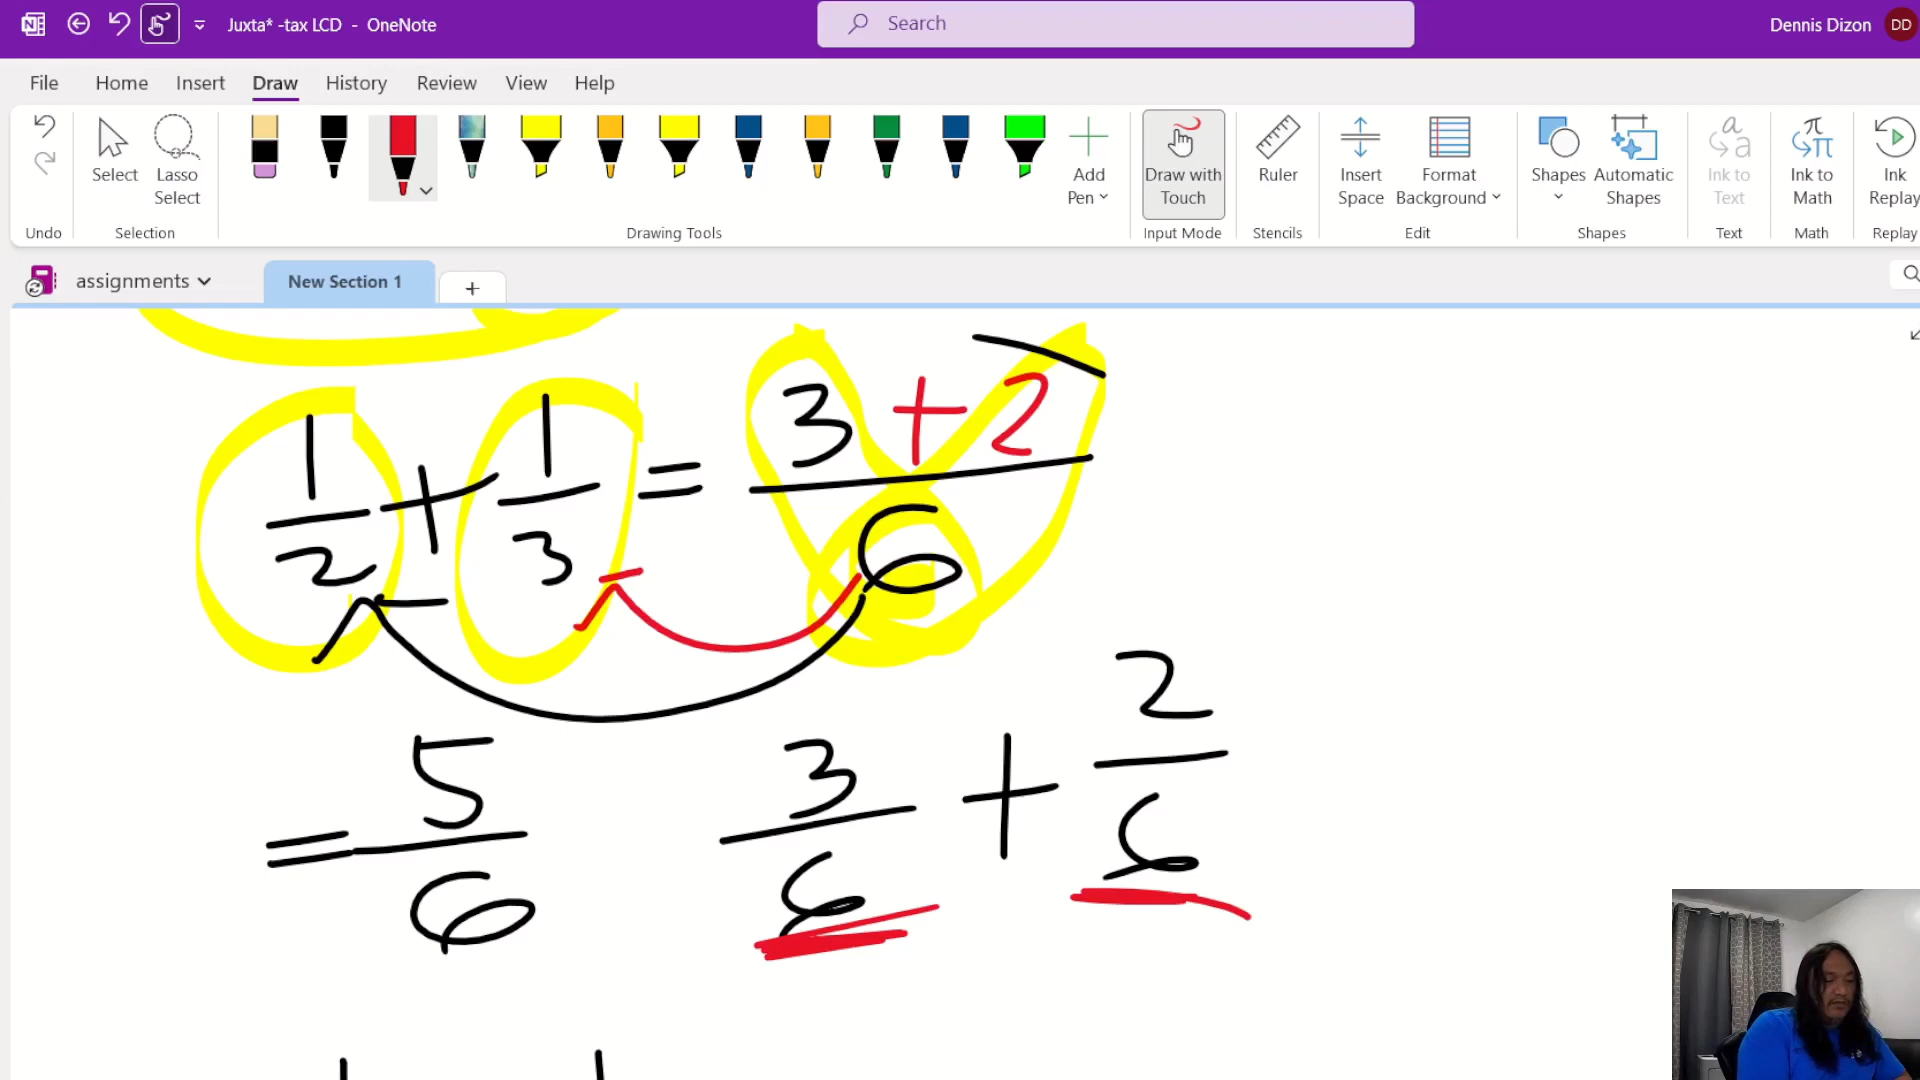 Juxta* -tax LCD - OneNote
Search
Dennis Dizon DD
File Home Insert Draw History Review View Help
Select
Lasso Select
Add Pen
Draw with Touch
Ruler
Insert Space
Format Background
Shapes
Automatic Shapes
Ink to Text
Ink to Math
Ink Replay
Undo Selection Drawing Tools Input Mode Stencils Edit Shapes Text Math Replay
assignments New Section 1 +
1/2 + 1/3 = (3 + 2)/6
= 5/6 3/6 + 2/6